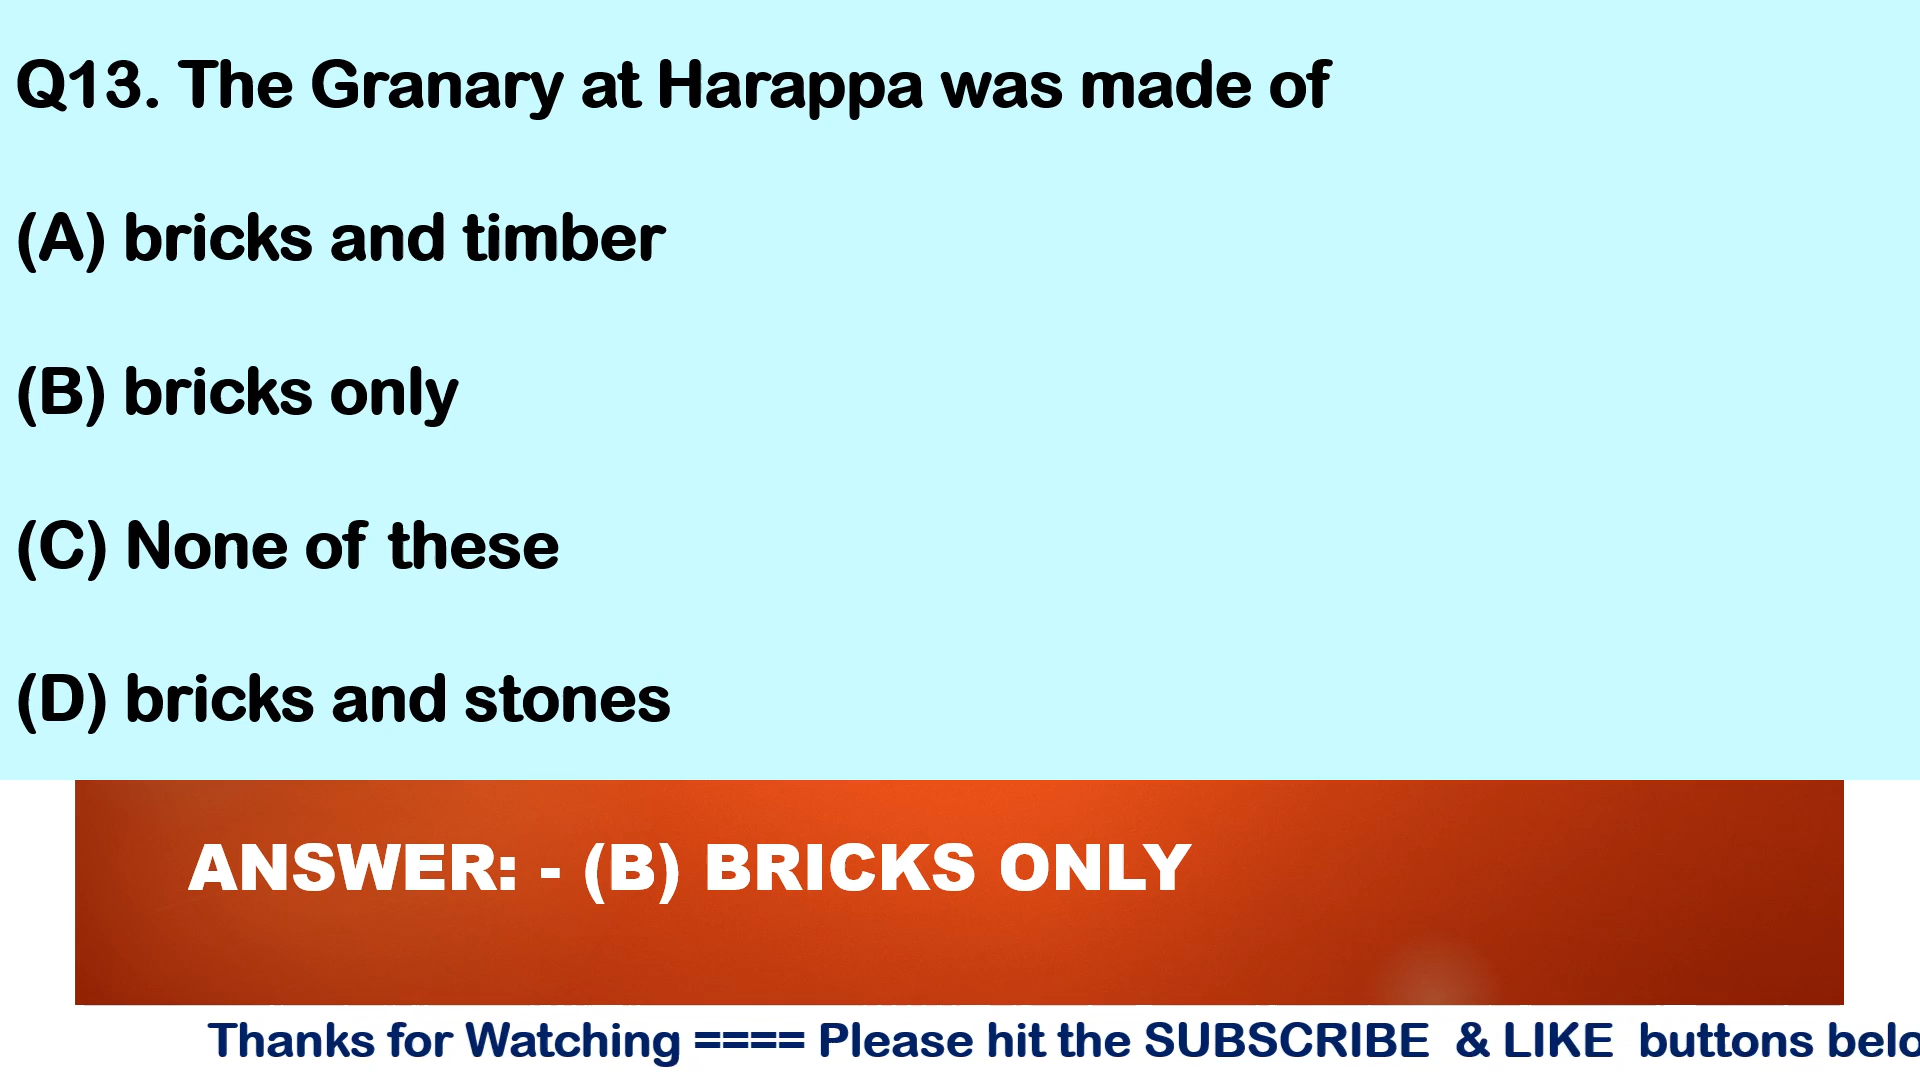 Q13. The Granary at Harappa was made of
(A) bricks and timber
(B) bricks only
(C) None of these
(D) bricks and stones
ANSWER: - (B) BRICKS ONLY
Thanks for Watching ==== Please hit the SUBSCRIBE & LIKE buttons belo